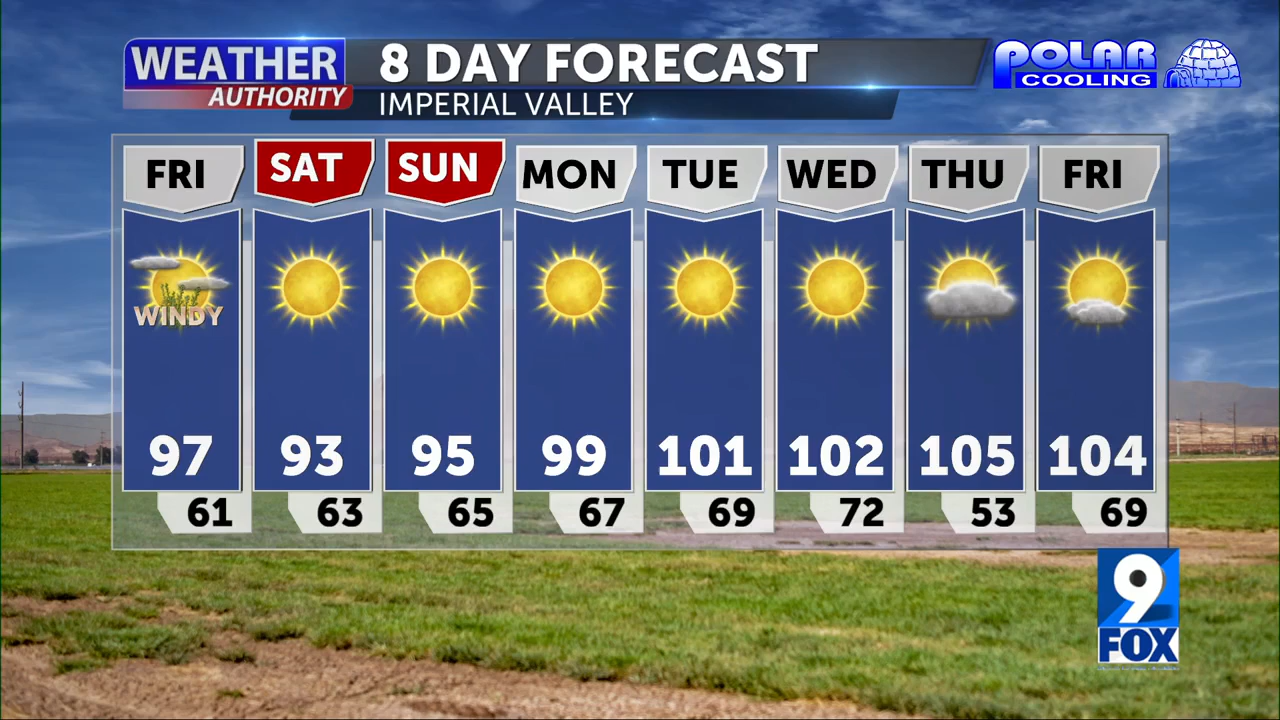 WEATHER
AUTHORITY
8 DAY FORECAST
IMPERIAL VALLEY
POLAR
COOLING
FRI SAT SUN MON TUE WED THU FRI
WINDY
97 93 95 99 101 102 105 104
61 63 65 67 69 72 53 69
9
FOX